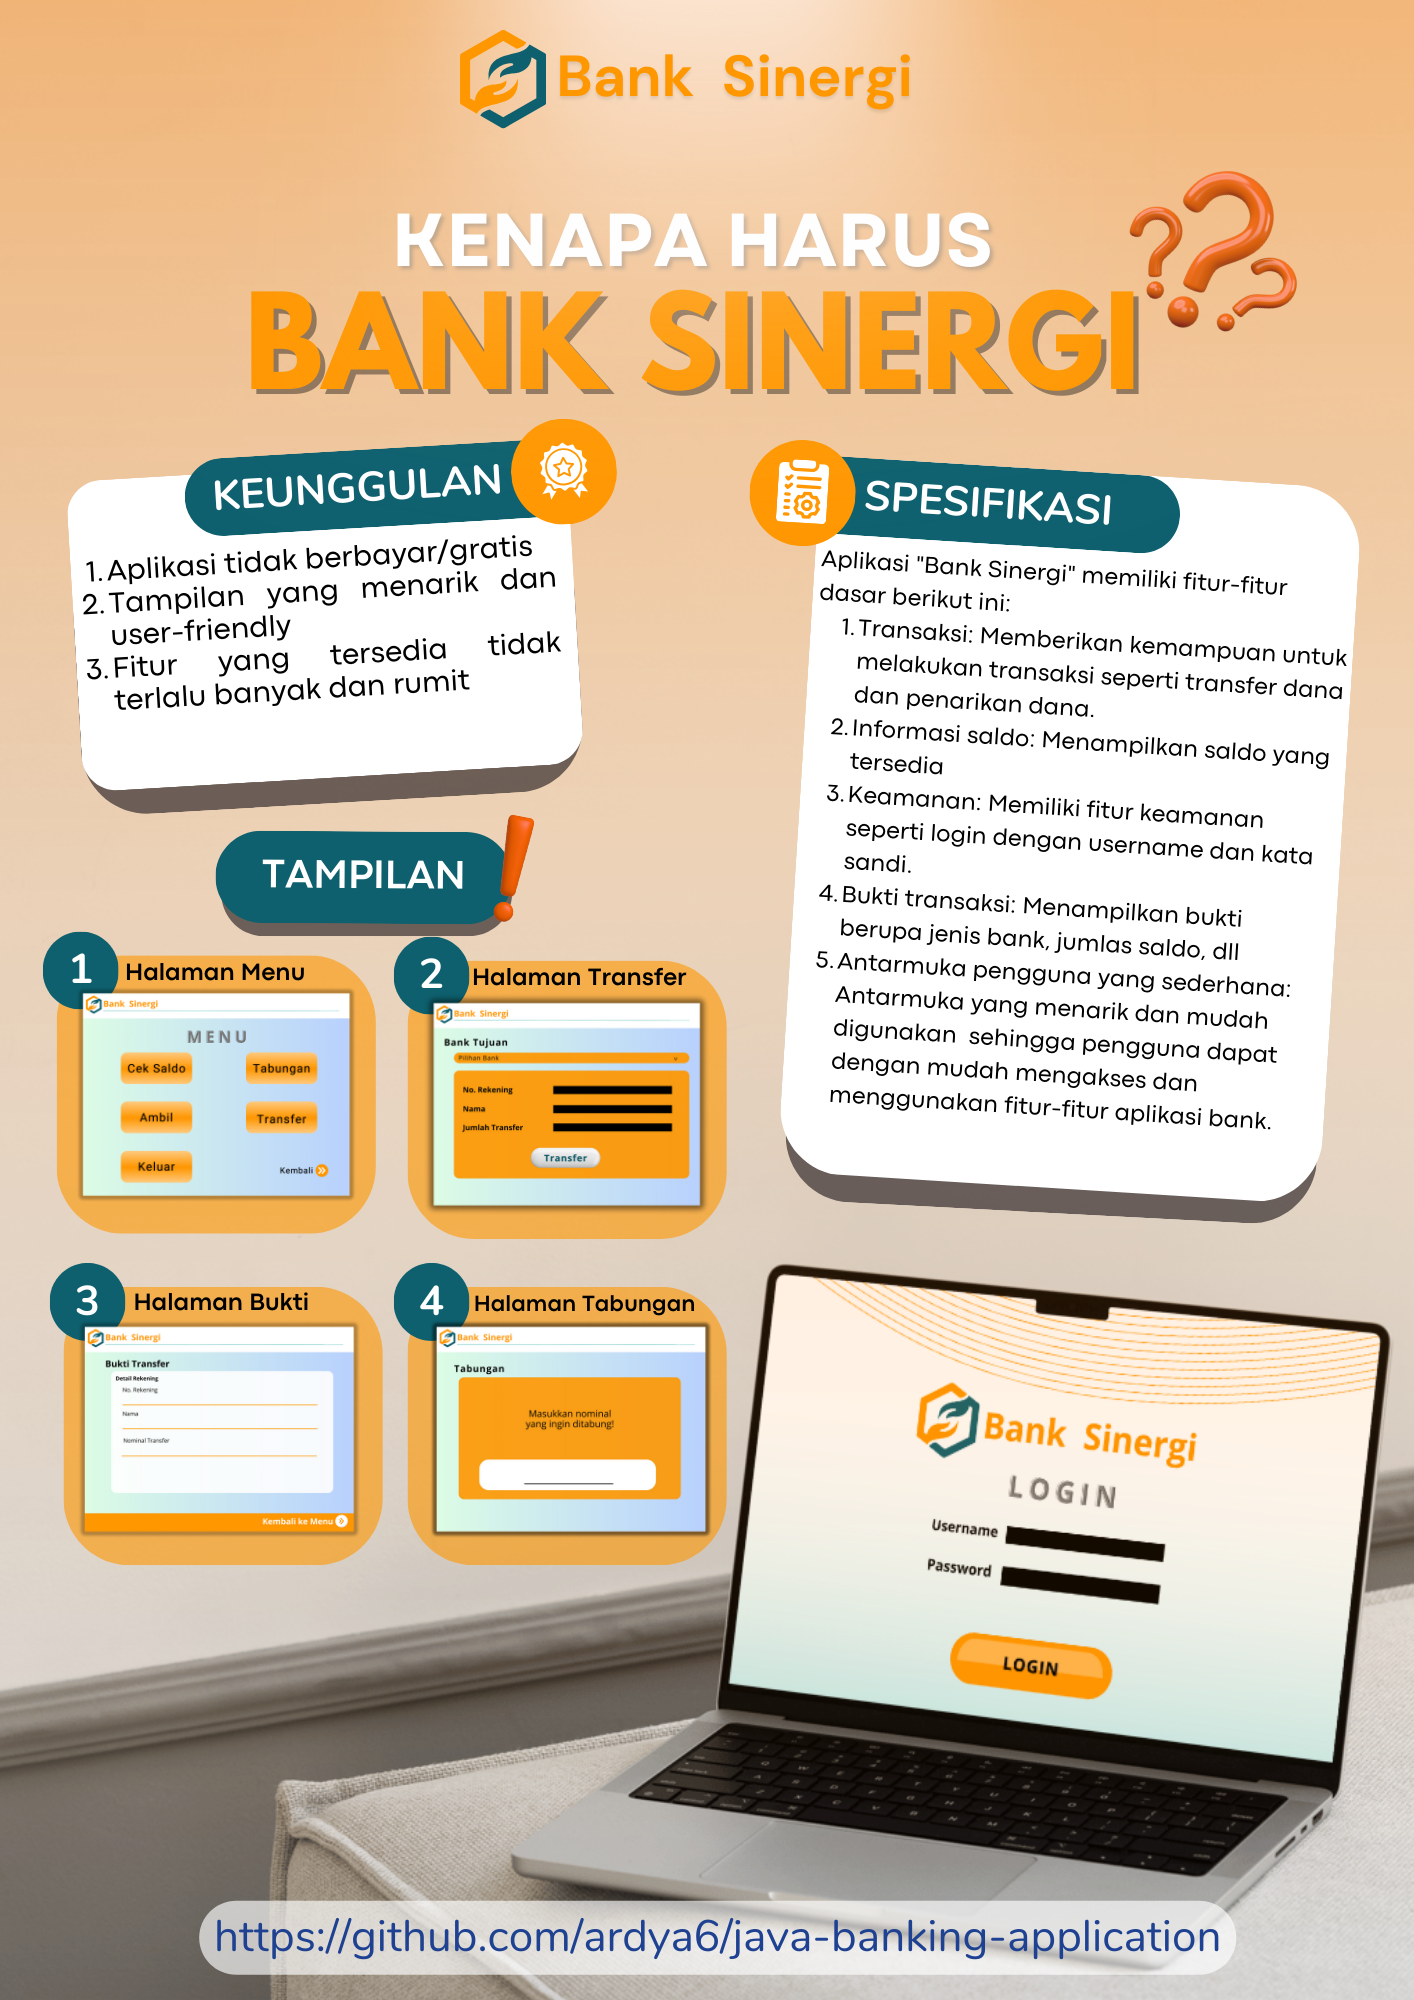 Bank Sinergi
KENAPA HARUS
BANK SINERGI
KEUNGGULAN
1. Aplikasi tidak berbayar/gratis
2. Tampilan yang menarik dan
user-friendly
3. Fitur yang tersedia tidak
terlalu banyak dan rumit
SPESIFIKASI
Aplikasi "Bank Sinergi" memiliki fitur-fitur
dasar berikut ini:
1. Transaksi: Memberikan kemampuan untuk
melakukan transaksi seperti transfer dana
dan penarikan dana.
2. Informasi saldo: Menampilkan saldo yang
tersedia
3. Keamanan: Memiliki fitur keamanan
seperti login dengan username dan kata
sandi.
4. Bukti transaksi: Menampilkan bukti
berupa jenis bank, jumlas saldo, dll
5. Antarmuka pengguna yang sederhana:
Antarmuka yang menarik dan mudah
digunakan sehingga pengguna dapat
dengan mudah mengakses dan
menggunakan fitur-fitur aplikasi bank.
TAMPILAN
1
Halaman Menu
Bank Sinergi
MENU
Cek Saldo
Tabungan
Ambil
Transfer
Keluar
Kembali
2
Halaman Transfer
Bank Sinergi
Bank Tujuan
Pilihan Bank
No. Rekening
Nama
Jumlah Transfer
Transfer
3
Halaman Bukti
Bank Sinergi
Bukti Transfer
Detail Rekening
No. Rekening
Nama
Nominal Transfer
Kembali ke Menu
4
Halaman Tabungan
Bank Sinergi
Tabungan
Masukkan nominal
yang ingin ditabung!
Bank Sinergi
LOGIN
Username
Password
LOGIN
https://github.com/ardya6/java-banking-application